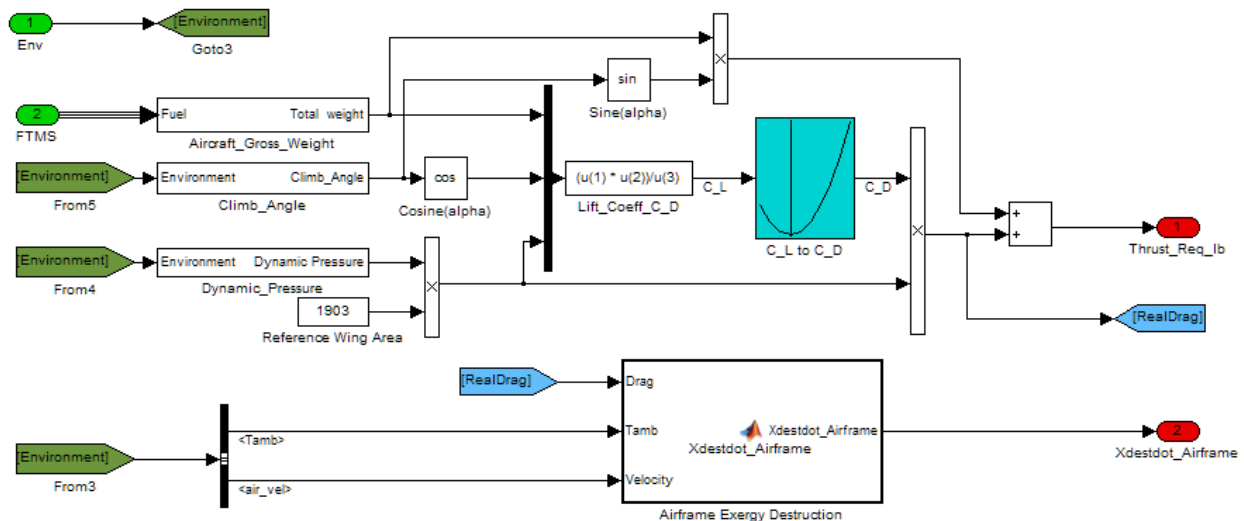 1
Env
[Environment]
Goto3
2
FTMS
Fuel
Total weight
Aircraft_Gross_Weight
[Environment]
From5
Environment
Climb_Angle
Climb_Angle
cos
Cosine(alpha)
sin
Sine(alpha)
×
(u(1) * u(2))/u(3)
Lift_Coeff_C_D
C_L
C_L to C_D
C_D
×
+
+
1
Thrust_Req_lb
[RealDrag]
[Environment]
From4
Environment
Dynamic Pressure
Dynamic_Pressure
×
1903
Reference Wing Area
[RealDrag]
Drag
Tamb
Velocity
Xdestdot_Airframe
Xdestdot_Airframe
Airframe Exergy Destruction
2
Xdestdot_Airframe
[Environment]
From3
<Tamb>
<air_vel>